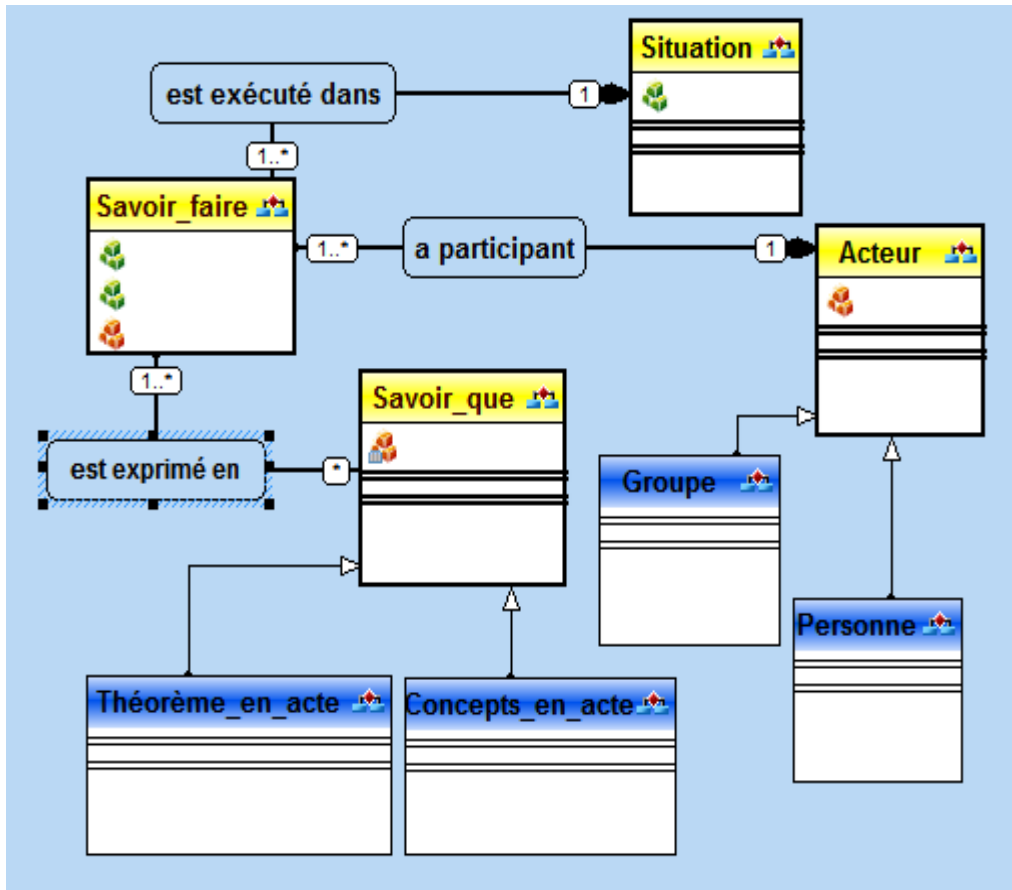 Situation
est exécuté dans
1
1..*
Savoir_faire
1..*
a participant
1
Acteur
1..*
Savoir_que
est exprimé en
*
Groupe
Personne
Théorème_en_acte
Concepts_en_acte